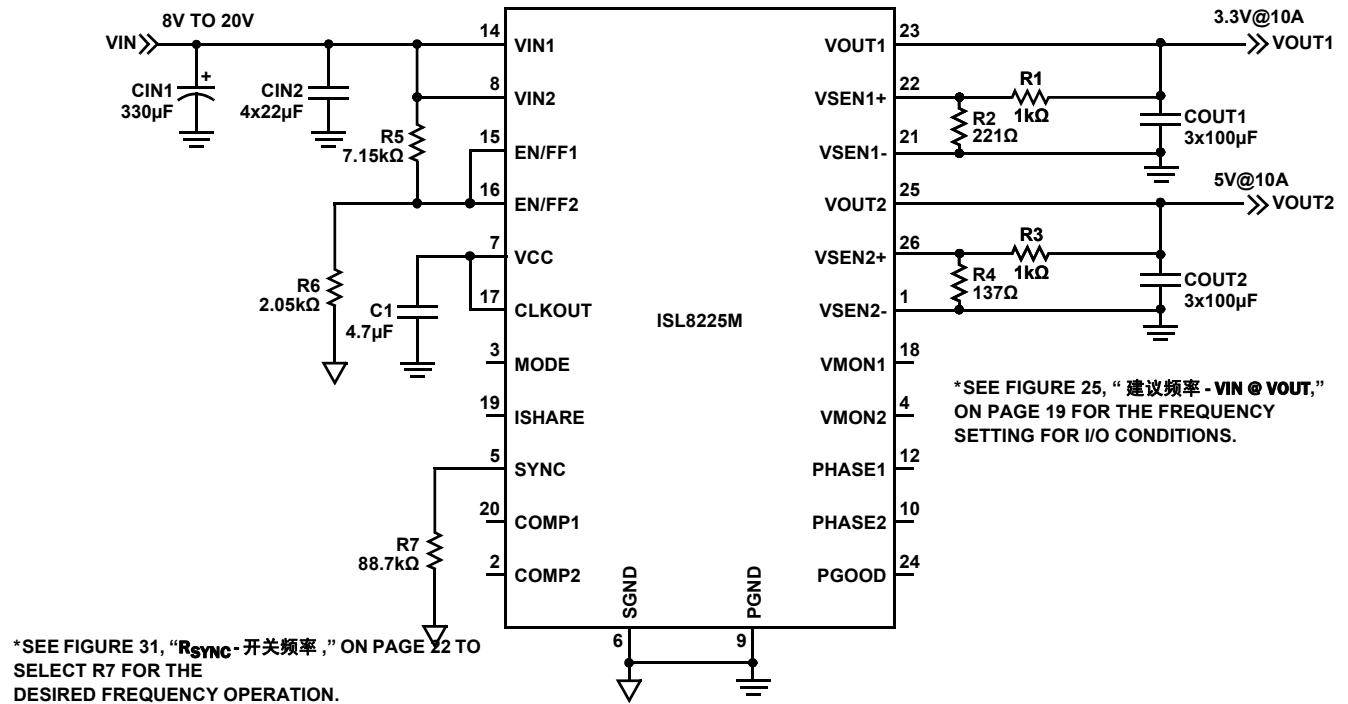 8V TO 20V
VIN
CIN1
330µF
+
CIN2
4x22µF
R5
7.15kΩ
R6
2.05kΩ
C1
4.7µF
R7
88.7kΩ
14 VIN1
8 VIN2
15 EN/FF1
16 EN/FF2
7 VCC
17 CLKOUT
3 MODE
19 ISHARE
5 SYNC
20 COMP1
2 COMP2
ISL8225M
SGND
6
PGND
9
VOUT1 23
VSEN1+ 22
VSEN1- 21
VOUT2 25
VSEN2+ 26
VSEN2- 1
VMON1 18
VMON2 4
PHASE1 12
PHASE2 10
PGOOD 24
3.3V@10A
VOUT1
R1
1kΩ
R2
221Ω
COUT1
3x100µF
5V@10A
VOUT2
R3
1kΩ
R4
137Ω
COUT2
3x100µF
*SEE FIGURE 25, “ 建议频率 - VIN @ VOUT,”
ON PAGE 19 FOR THE FREQUENCY
SETTING FOR I/O CONDITIONS.
*SEE FIGURE 31, “RSYNC - 开关频率 ,” ON PAGE 22 TO
SELECT R7 FOR THE
DESIRED FREQUENCY OPERATION.